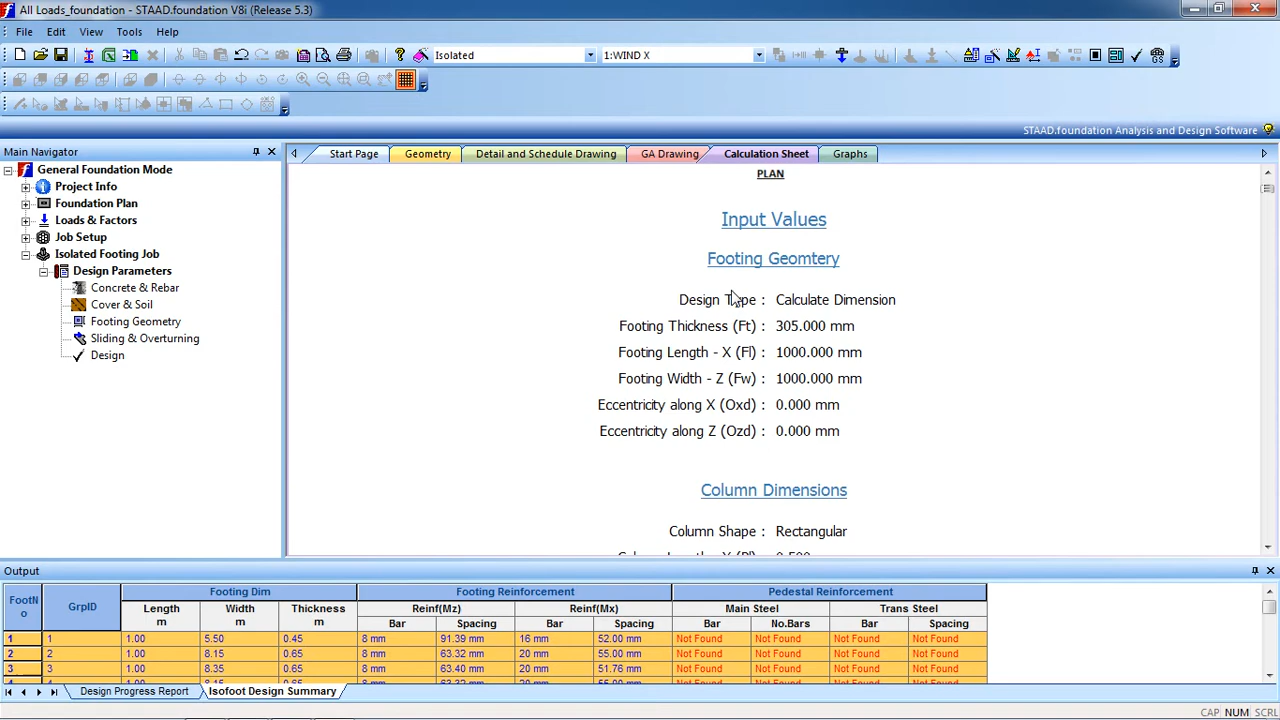 All Loads_foundation - STAAD.foundation V8i (Release 5.3)
File Edit View Tools Help
Isolated 1:WIND X
STAAD.foundation Analysis and Design Software
Main Navigator
General Foundation Mode
Project Info
Foundation Plan
Loads & Factors
Job Setup
Isolated Footing Job
Design Parameters
Concrete & Rebar
Cover & Soil
Footing Geometry
Sliding & Overturning
Design
Start Page Geometry Detail and Schedule Drawing GA Drawing Calculation Sheet Graphs
PLAN
Input Values
Footing Geomtery
Design Type : Calculate Dimension
Footing Thickness (Ft) : 305.000 mm
Footing Length - X (Fl) : 1000.000 mm
Footing Width - Z (Fw) : 1000.000 mm
Eccentricity along X (Oxd) : 0.000 mm
Eccentricity along Z (Ozd) : 0.000 mm
Column Dimensions
Column Shape : Rectangular
Output
FootNo GrpID Footing Dim Footing Reinforcement Pedestal Reinforcement
Length m Width m Thickness m Reinf(Mz) Reinf(Mx) Main Steel Trans Steel
Bar Spacing Bar Spacing Bar No.Bars Bar Spacing
1 1 1.00 5.50 0.45 8 mm 91.39 mm 16 mm 52.00 mm Not Found Not Found Not Found Not Found
2 2 1.00 8.15 0.65 8 mm 63.32 mm 20 mm 55.00 mm Not Found Not Found Not Found Not Found
3 3 1.00 8.35 0.65 8 mm 63.40 mm 20 mm 51.76 mm Not Found Not Found Not Found Not Found
Design Progress Report Isofoot Design Summary
CAP NUM SCRL